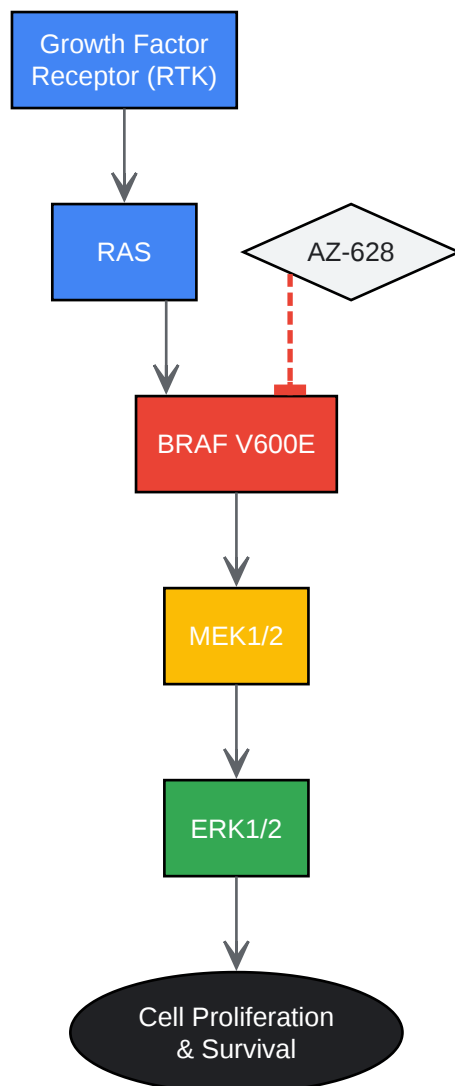 Growth Factor
Receptor (RTK)
RAS
AZ-628
BRAF V600E
MEK1/2
ERK1/2
Cell Proliferation
& Survival